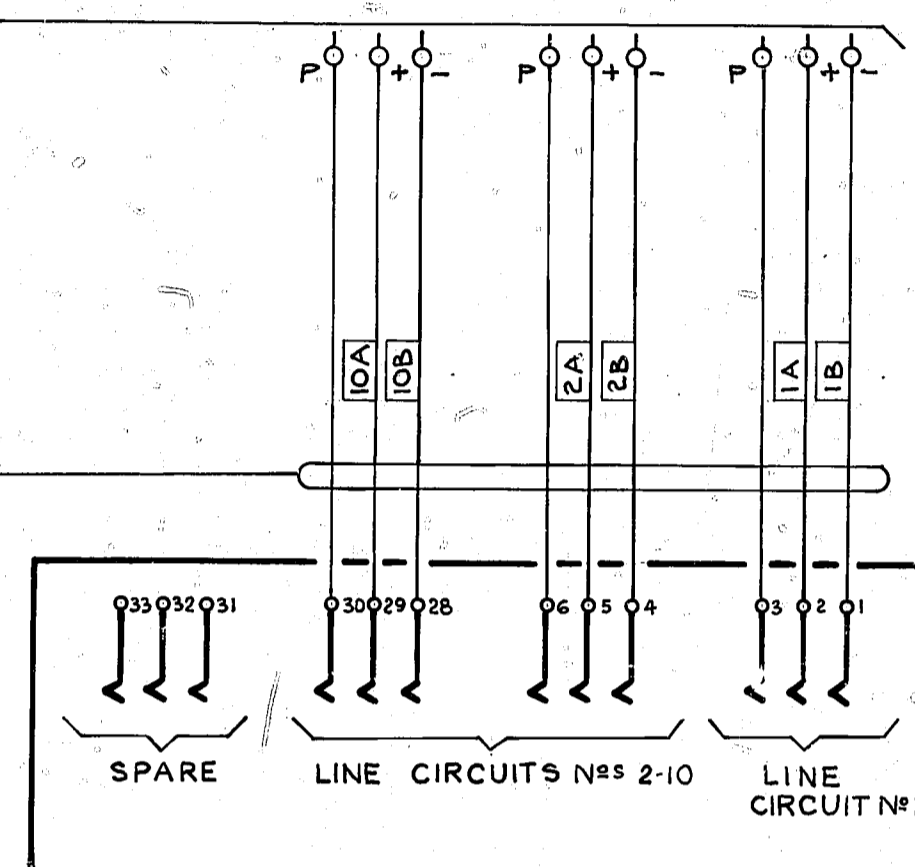 P + - P + - P + -
10A 10B 2A 2B 1A 1B
33 32 31 30 29 28 6 5 4 3 2 1
SPARE
LINE CIRCUITS Nºs 2-10
LINE
CIRCUIT Nº